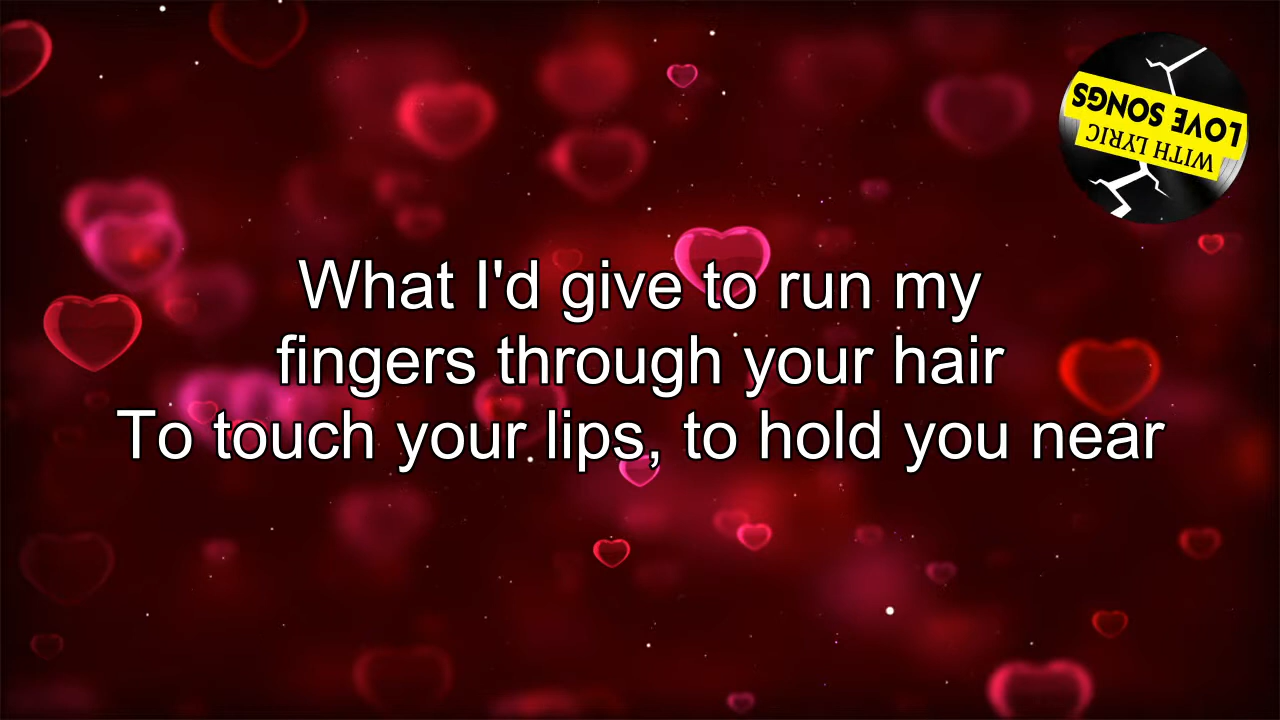 What I'd give to run my
fingers through your hair
To touch your lips, to hold you near
LOVE SONGS
WITH LYRIC